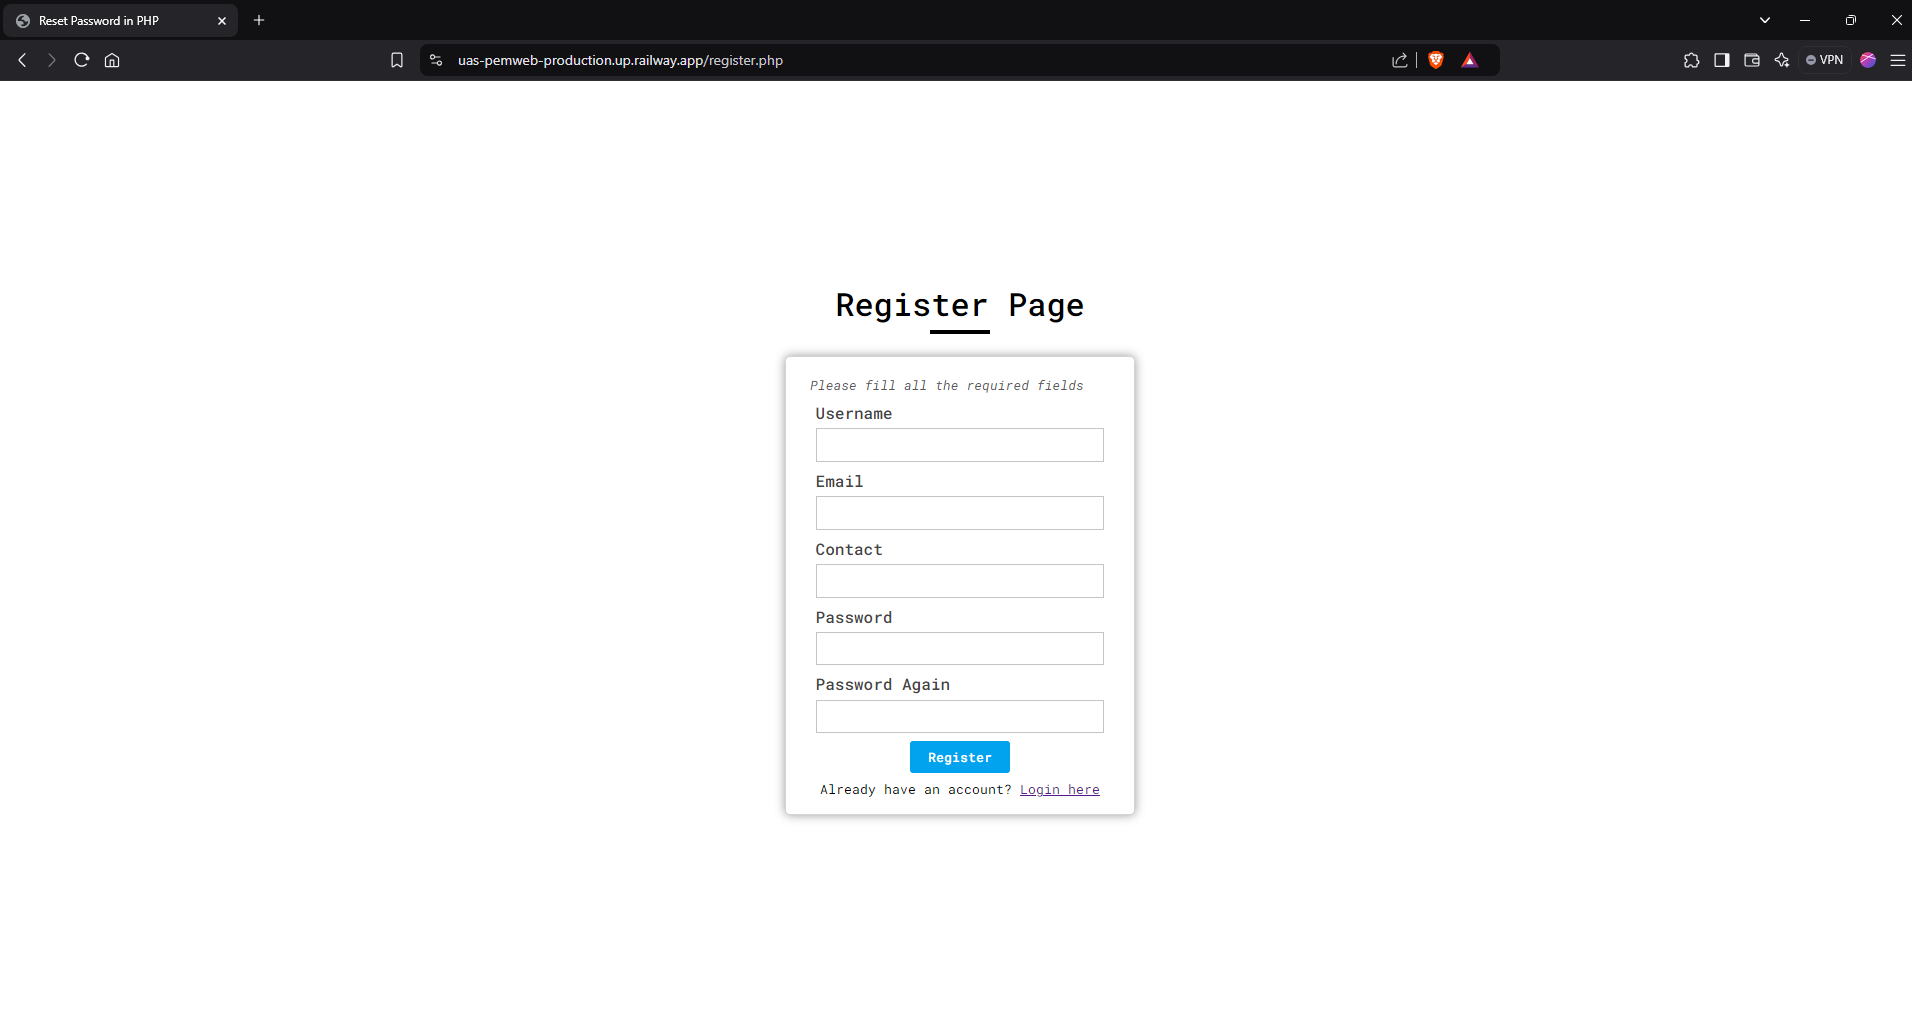 Reset Password in PHP
uas-pemweb-production.up.railway.app/register.php
VPN
Register Page
Please fill all the required fields
Username
Email
Contact
Password
Password Again
Register
Already have an account? Login here